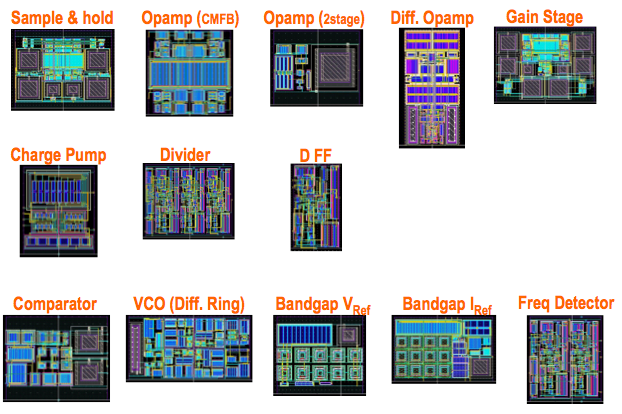 Sample & hold
Opamp (CMFB)
Opamp (2stage)
Diff. Opamp
Gain Stage
Charge Pump
Divider
D FF
Comparator
VCO (Diff. Ring)
Bandgap VRef
Bandgap IRef
Freq Detector